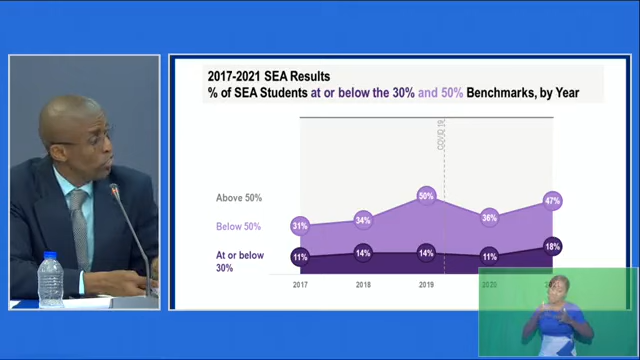 2017-2021 SEA Results
% of SEA Students at or below the 30% and 50% Benchmarks, by Year
COVID 19
Above 50%
Below 50%
At or below
30%
31%
34%
50%
36%
47%
11%
14%
14%
11%
18%
2017
2018
2019
2020